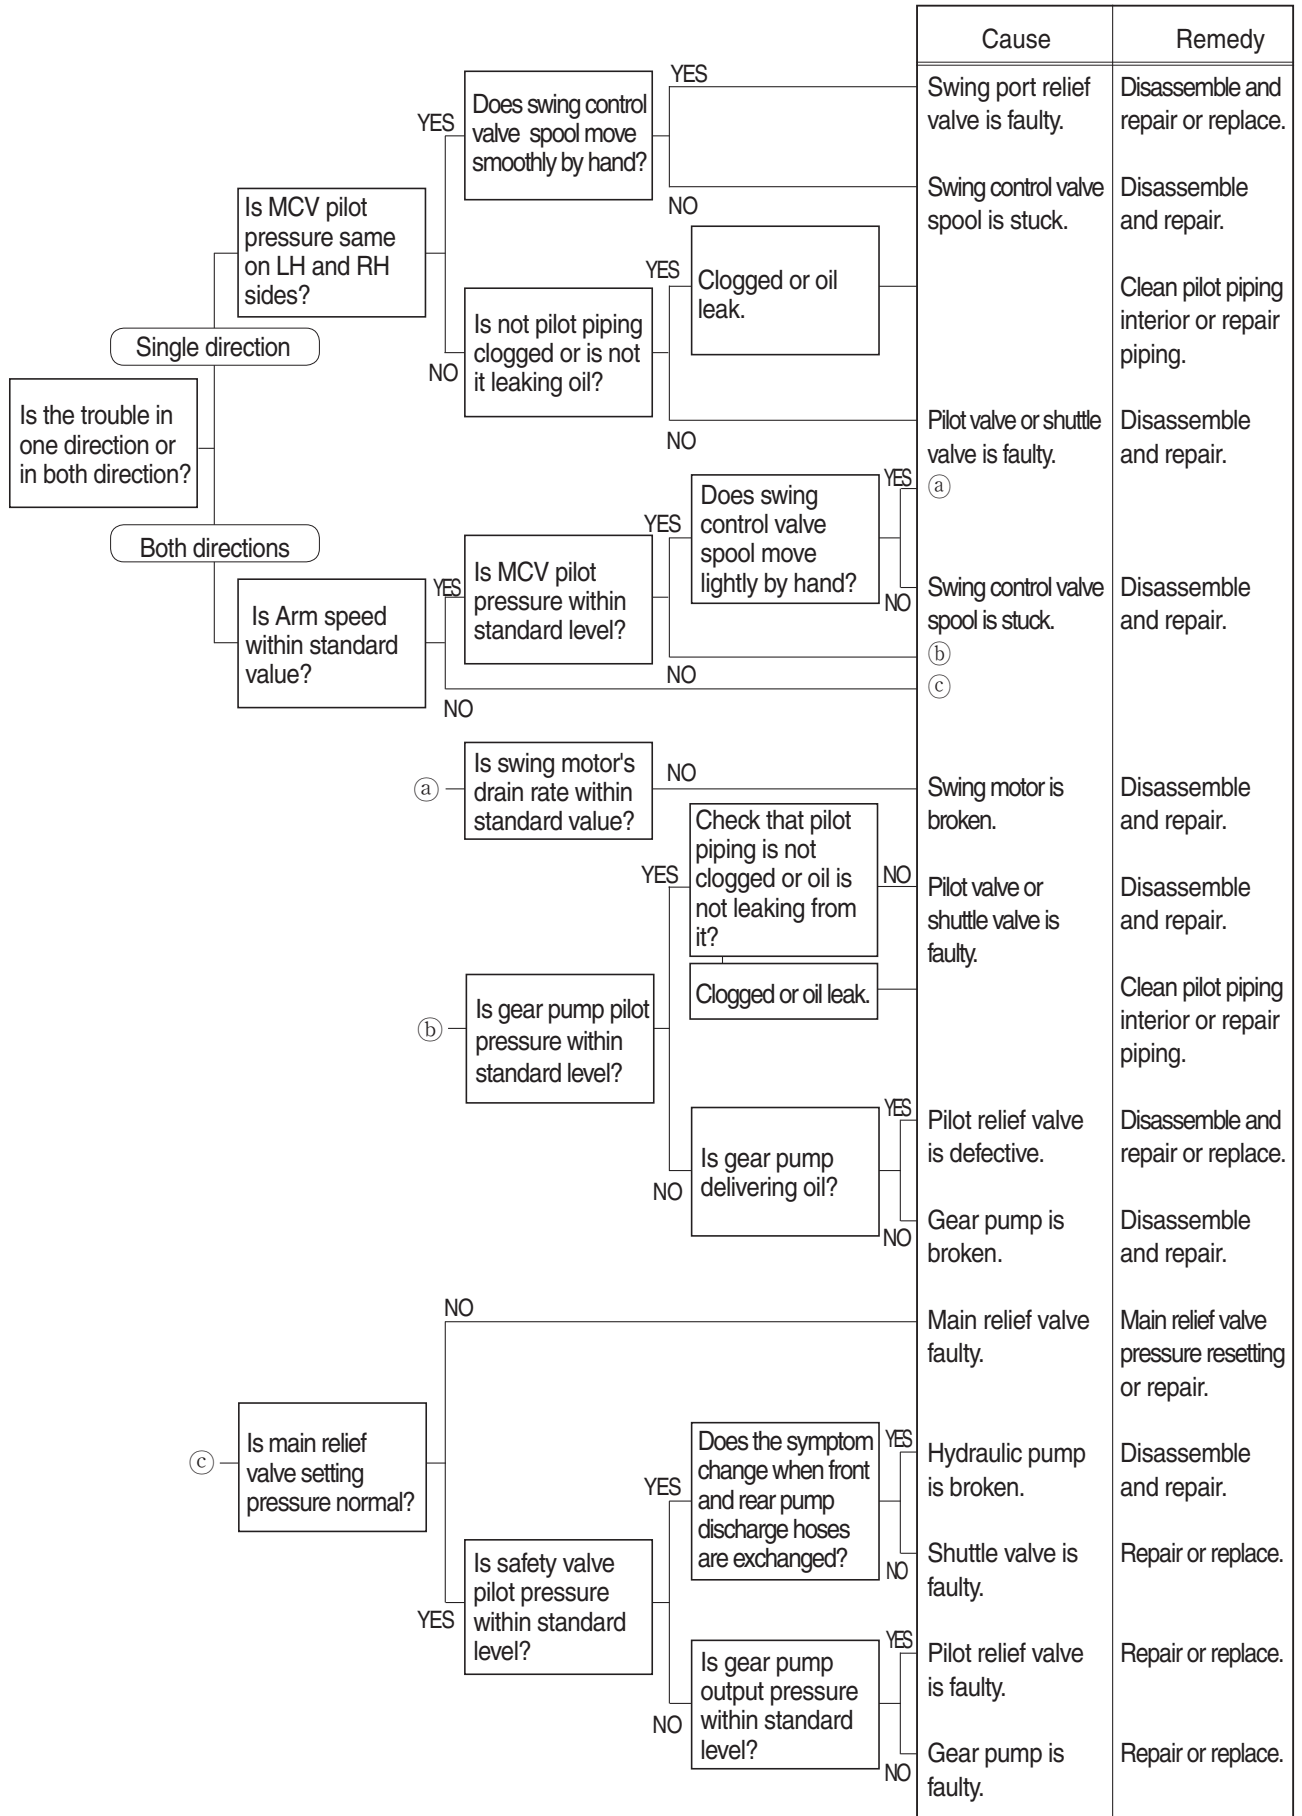 Cause
Remedy
YES
Does swing control
valve spool move
smoothly by hand?
YES
Swing port relief
valve is faulty.
Disassemble and
repair or replace.
NO
Swing control valve
spool is stuck.
Disassemble
and repair.
Is MCV pilot
pressure same
on LH and RH
sides?
YES
Clogged or oil
leak.
Clean pilot piping
interior or repair
piping.
Is not pilot piping
clogged or is not
it leaking oil?
NO
Single direction
NO
Pilot valve or shuttle
valve is faulty.
Disassemble
and repair.
Is the trouble in
one direction or
in both direction?
Both directions
YES
Does swing
control valve
spool move
lightly by hand?
YES
ⓐ
NO
Swing control valve
spool is stuck.
Disassemble
and repair.
YES
Is MCV pilot
pressure within
standard level?
Is Arm speed
within standard
value?
NO
ⓑ
NO
ⓒ
ⓐ
Is swing motor's
drain rate within
standard value?
NO
Swing motor is
broken.
Disassemble
and repair.
YES
Check that pilot
piping is not
clogged or oil is
not leaking from
it?
NO
Pilot valve or
shuttle valve is
faulty.
Disassemble
and repair.
Clogged or oil leak.
Clean pilot piping
interior or repair
piping.
ⓑ
Is gear pump pilot
pressure within
standard level?
NO
Is gear pump
delivering oil?
YES
Pilot relief valve
is defective.
Disassemble and
repair or replace.
NO
Gear pump is
broken.
Disassemble
and repair.
NO
Main relief valve
faulty.
Main relief valve
pressure resetting
or repair.
ⓒ
Is main relief
valve setting
pressure normal?
YES
Does the symptom
change when front
and rear pump
discharge hoses
are exchanged?
YES
Hydraulic pump
is broken.
Disassemble
and repair.
NO
Shuttle valve is
faulty.
Repair or replace.
YES
Is safety valve
pilot pressure
within standard
level?
NO
Is gear pump
output pressure
within standard
level?
YES
Pilot relief valve
is faulty.
Repair or replace.
NO
Gear pump is
faulty.
Repair or replace.